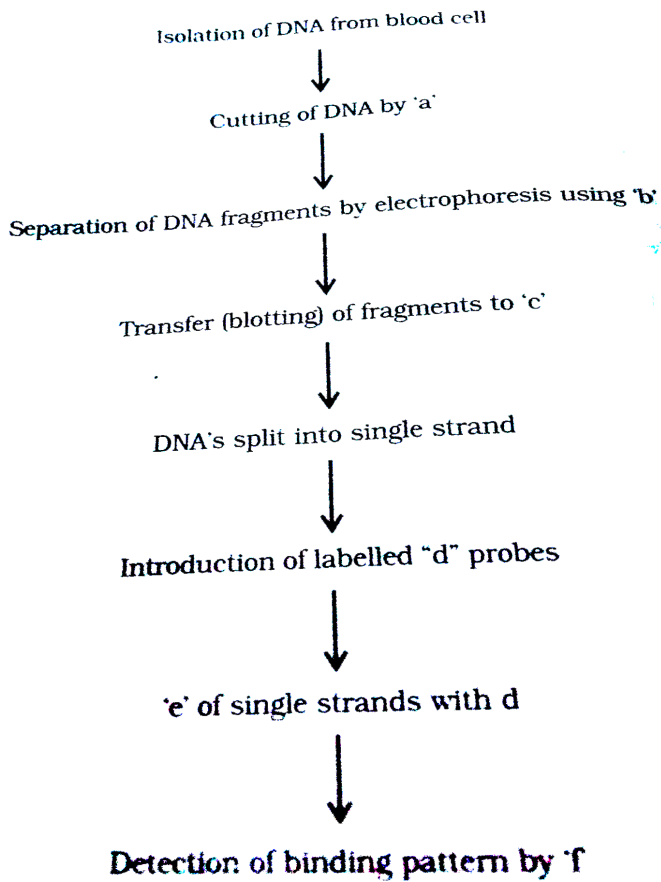 Isolation of DNA from blood cell
Cutting of DNA by 'a'
Separation of DNA fragments by electrophoresis using 'b'
Transfer (blotting) of fragments to 'c'
DNA's split into single strand
Introduction of labelled "d" probes
'e' of single strands with d
Detection of binding pattern by 'f